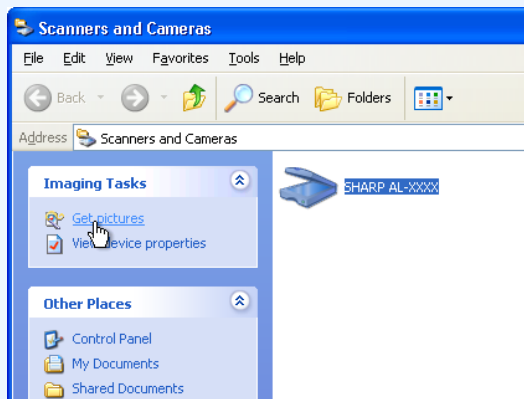 Scanners and Cameras
File Edit View Favorites Tools Help
Back Search Folders
Address Scanners and Cameras
Imaging Tasks
Get pictures
View device properties
SHARP AL-XXXX
Other Places
Control Panel
My Documents
Shared Documents